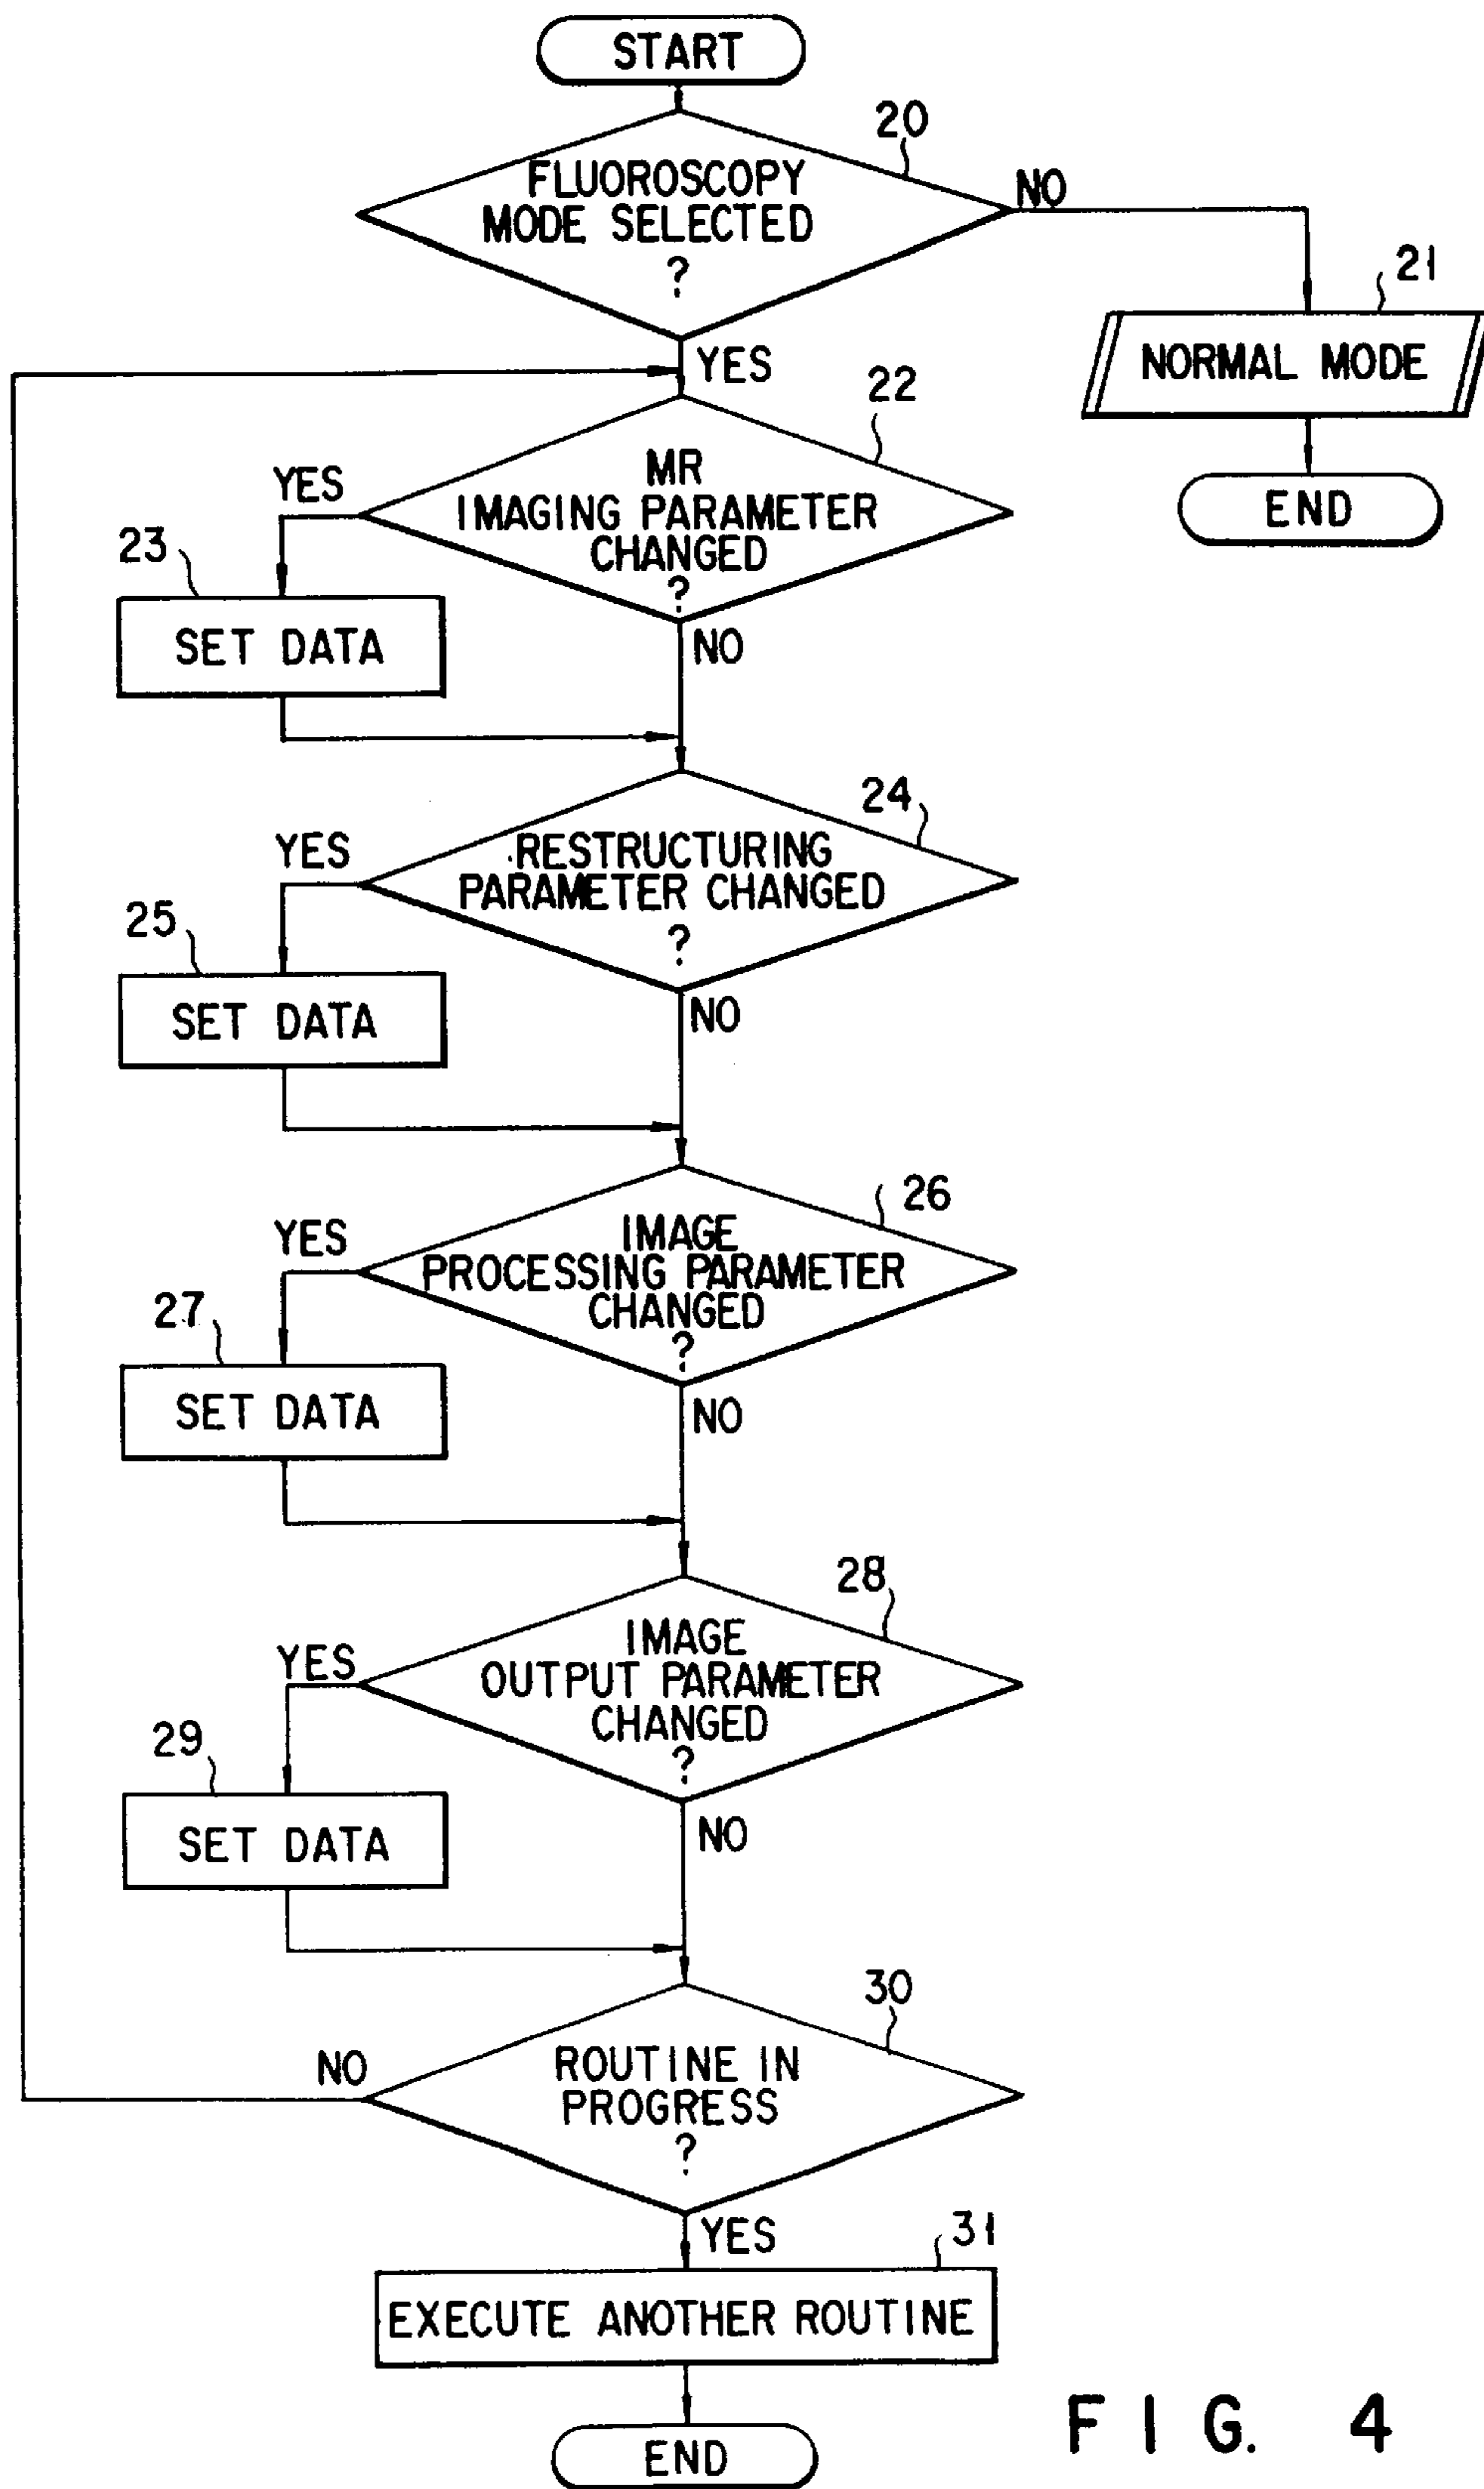 START
20
FLUOROSCOPY
MODE SELECTED
?
NO
21
NORMAL MODE
END
YES
22
MR
IMAGING PARAMETER
CHANGED
?
YES
23
SET DATA
NO
24
RESTRUCTURING
PARAMETER CHANGED
?
YES
25
SET DATA
NO
26
IMAGE
PROCESSING PARAMETER
CHANGED
?
YES
27
SET DATA
NO
28
IMAGE
OUTPUT PARAMETER
CHANGED
?
YES
29
SET DATA
NO
30
ROUTINE IN
PROGRESS
?
NO
YES
31
EXECUTE ANOTHER ROUTINE
END
FIG. 4